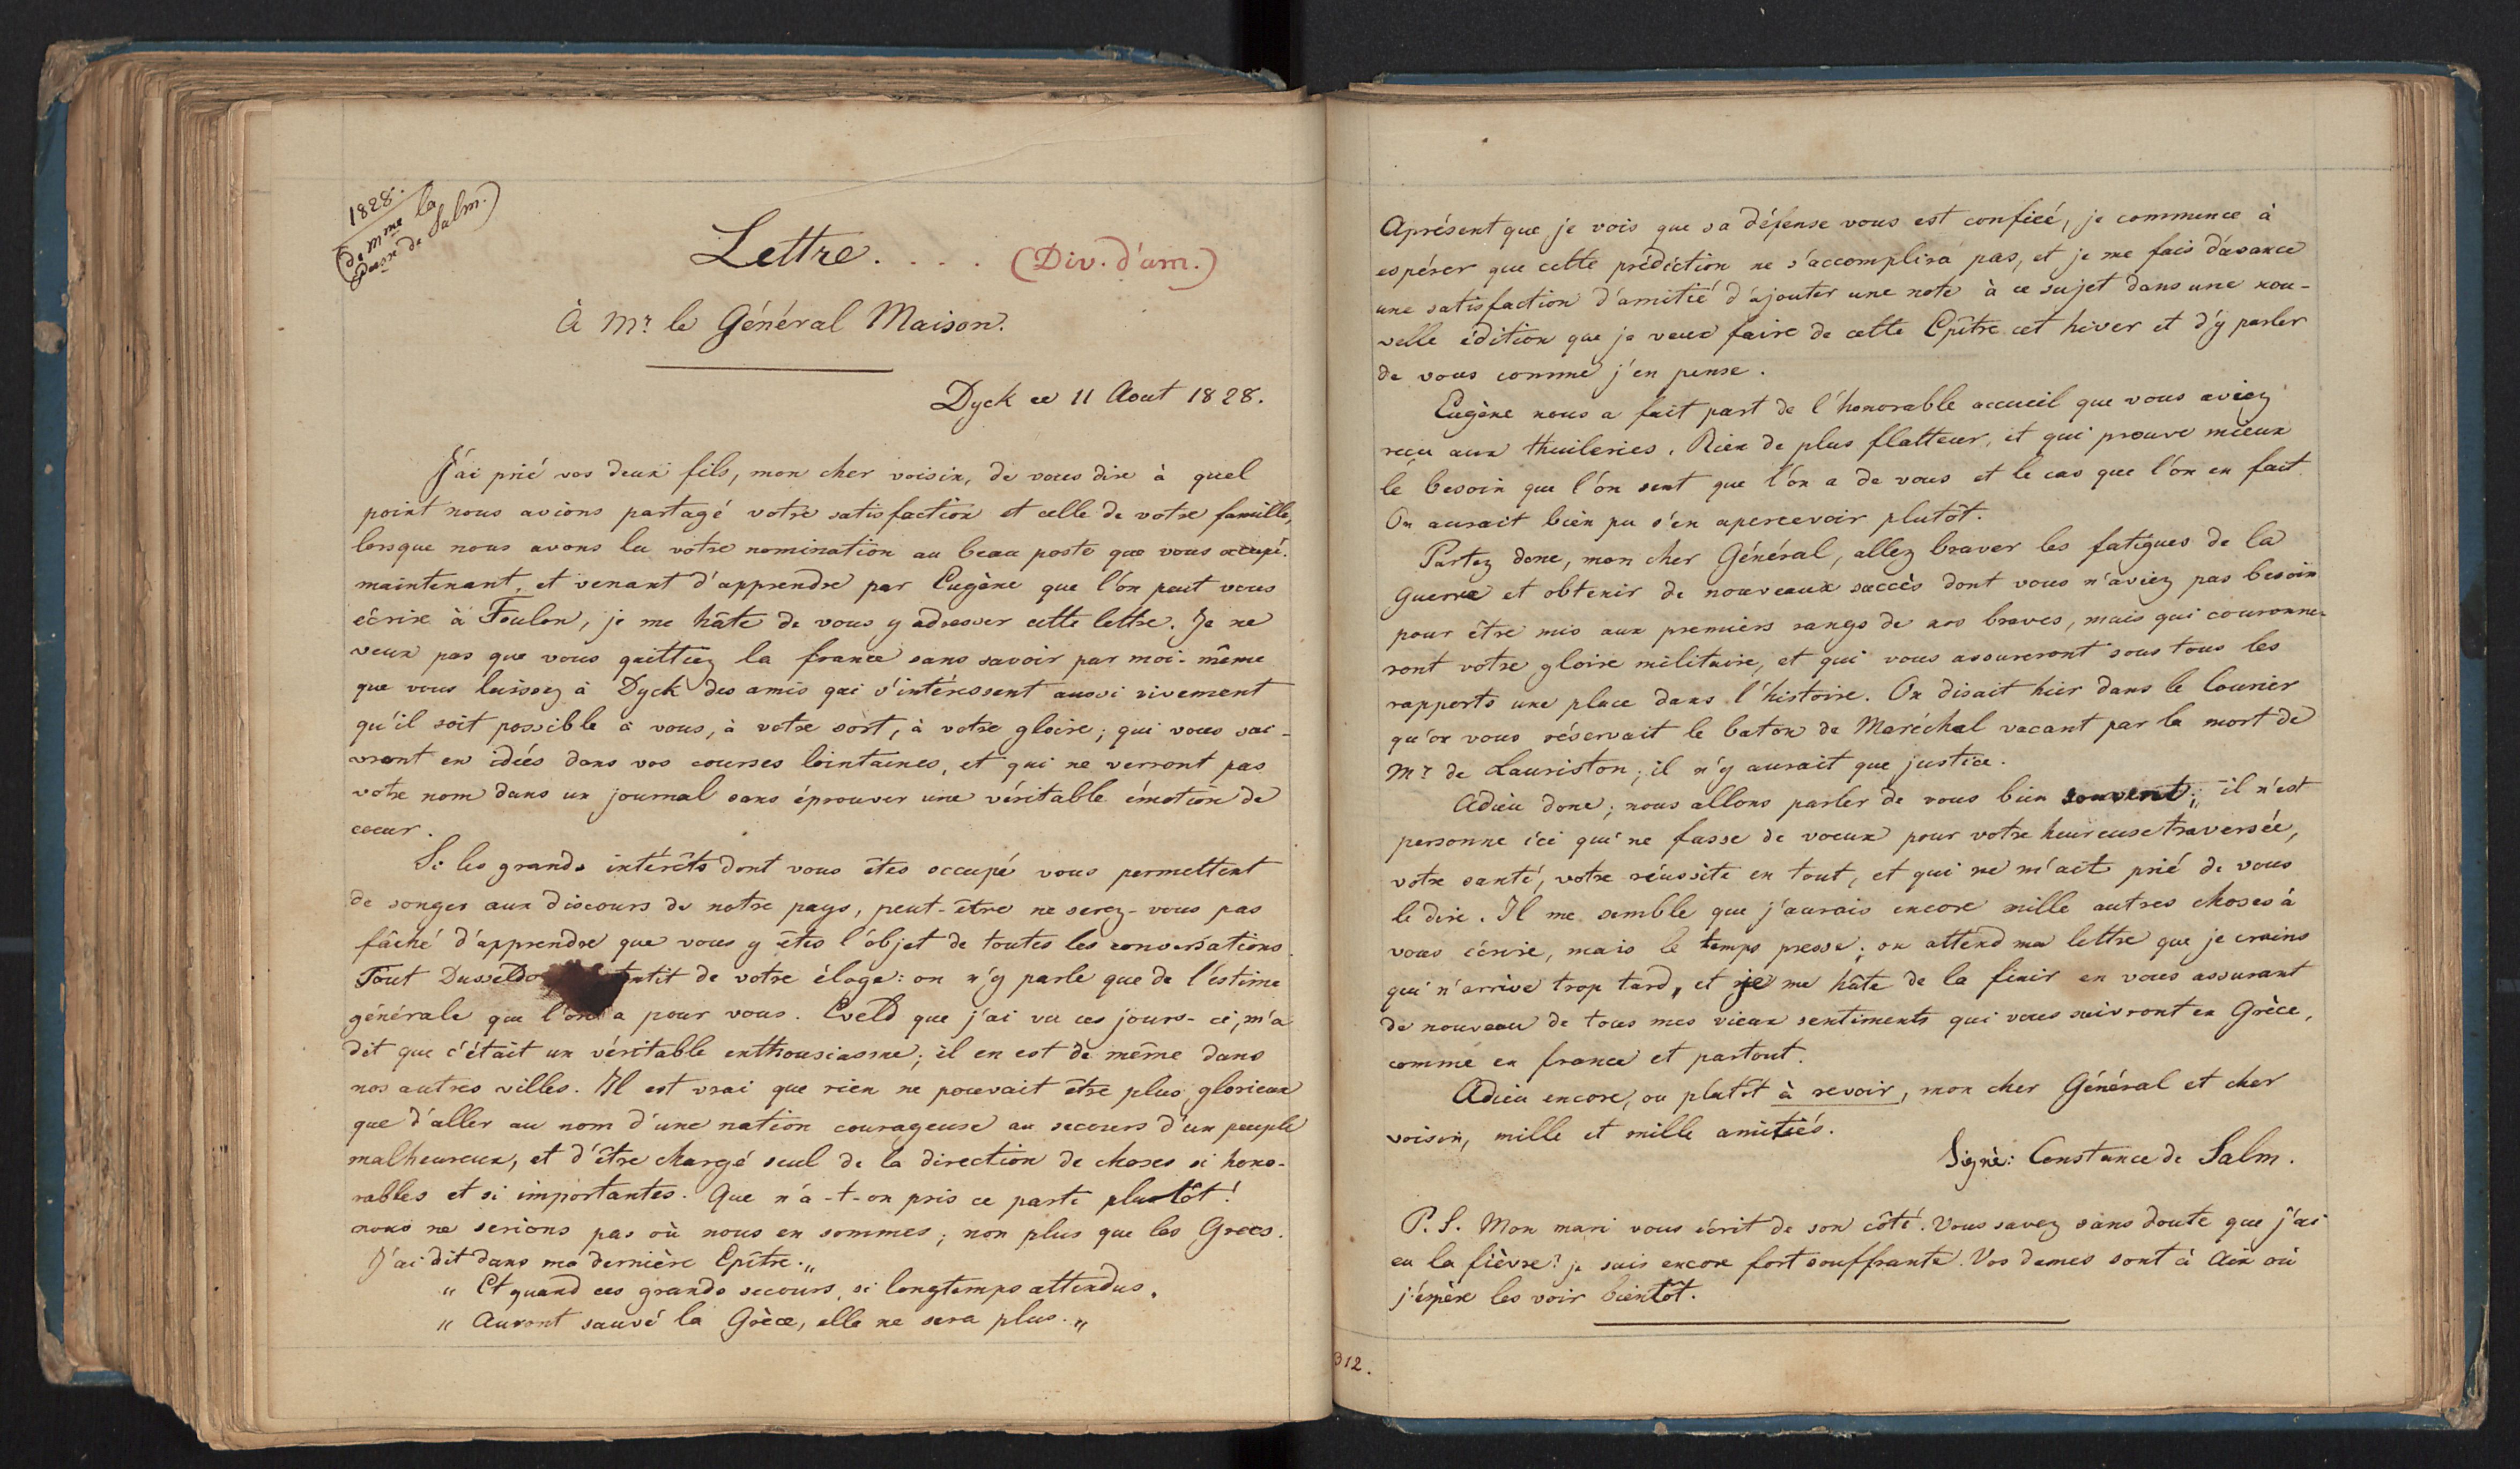 1828.
(de Mme la
Psse de Salm.)
Lettre. . . . (Div. d'am.)
À Mr. le Général Maison.
Dyck ce 11 Aout 1828.
J'ai prié vos deux fils, mon cher voisin, de vous dire à quel
point nous avions partagé votre satisfaction et celle de votre famille,
lorsque nous avons lu votre nomination au beau poste que vous occupé.
maintenant, et venant d'apprendre par Eugène que l'on peut vous
écrire à Toulon, je me hâte de vous y adresser cette lettre. Je ne
veux pas que vous quittiez la france sans savoir par moi-même
que vous laissez à Dyck des amis qui s'intéressent aussi vivement
qu'il soit possible à vous, à votre sort, à votre gloire; qui vous sui-
vront en idées dans vos courses lointaines, et qui ne verront pas
votre nom dans un journal sans éprouver une véritable émotion de
coeur.
Si les grands intérêts dont vous êtes occupé vous permettent
de songer aux discours de notre pays, peut-être ne serez-vous pas
fâché d'apprendre que vous y êtes l'objet de toutes les conversations.
Tout Dusseldo tentit de votre éloge: on n'y parle que de l'éstime
générale que l'on a pour vous. Eveld que j'ai vu ces jours-ci, m'a
dit que c'était un véritable enthousiasme; il en est de même dans
nos autres villes. Il est vrai que rien ne pouvait être plus glorieux
que d'aller au nom d'une nation courageuse au secours d'un peuple
malheureux, et d'être chargé seul de la direction de choses si hono-
rables et si importantes. Que n'a-t-on pris ce parti plustôt!
nous ne serions pas où nous en sommes; non plus que les Grecs.
J'ai dit dans ma dernière Epître. „
„ Et quand ces grands secours, si longtemps attendus,
„ Auront sauvé la Grèce, elle ne sera plus. „
Aprésent que je vois que sa défense vous est confiée, je commence à
espérer que cette prédiction ne s'accomplira pas, et je me fais d'avance
une satisfaction d'amitié d'ajouter une note à ce sujet dans une nou-
velle édition que je veux faire de cette Epître cet hiver et d'y parler
de vous comme j'en pense.
Eugène nous a fait part de l'honorable accueil que vous aviez
reçu aux thuileries. Rien de plus flatteur, et qui prouve mieux
le besoin que l'on sent que l'on a de vous et le cas que l'on en fait.
On aurait bien pu s'en apercevoir plutôt.
Partez donc, mon cher Général, allez braver les fatigues de la
Guerre et obtenir de nouveaux succès dont vous n'aviez pas besoin
pour être mis aux premiers rangs de nos braves, mais qui couronne-
ront votre gloire militaire, et qui vous assureront sous tous les
rapports une place dans l'histoire. On disait hier dans le Courier
qu'on vous réservait le baton de Maréchal vacant par la mort de
Mr. de Lauriston; il n'y aurait que justice.
Adieu donc; nous allons parler de vous bien souvent; il n'est
personne ici qui ne fasse de voeux pour votre heureuse traversée,
votre santé, votre réussite en tout, et qui ne m'ait prié de vous
le dire. Il me semble que j'aurais encore mille autres choses à
vous écrire, mais le temps presse; on attend ma lettre que je crains
qui n'arrive trop tard, et je me hâte de la finir en vous assurant
de nouveau de tous mes vieux sentiments qui vous suivront en Grèce,
comme en france et partout.
Adieu encore, ou plutôt à revoir, mon cher Général et cher
voisin, mille et mille amitiés.
Signé: Constance de Salm.
P.S. Mon mari vous écrit de son côté. Vous savez sans doute que j'ai
eu la fièvre? je suis encore fort souffrante. Vos dames sont à Aix où
j'éspère les voir bientôt.
312.